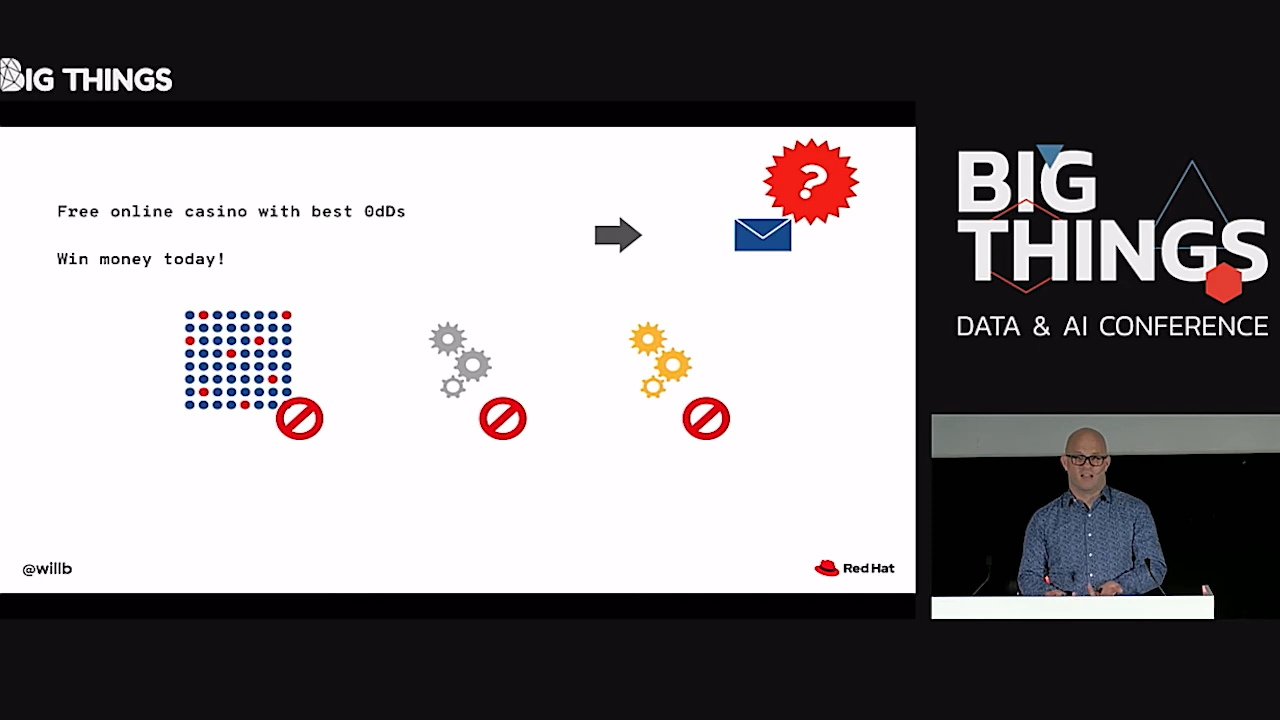 BIG THINGS
Free online casino with best 0dDs
Win money today!
?
@willb
Red Hat
BIG
THINGS
DATA & AI CONFERENCE